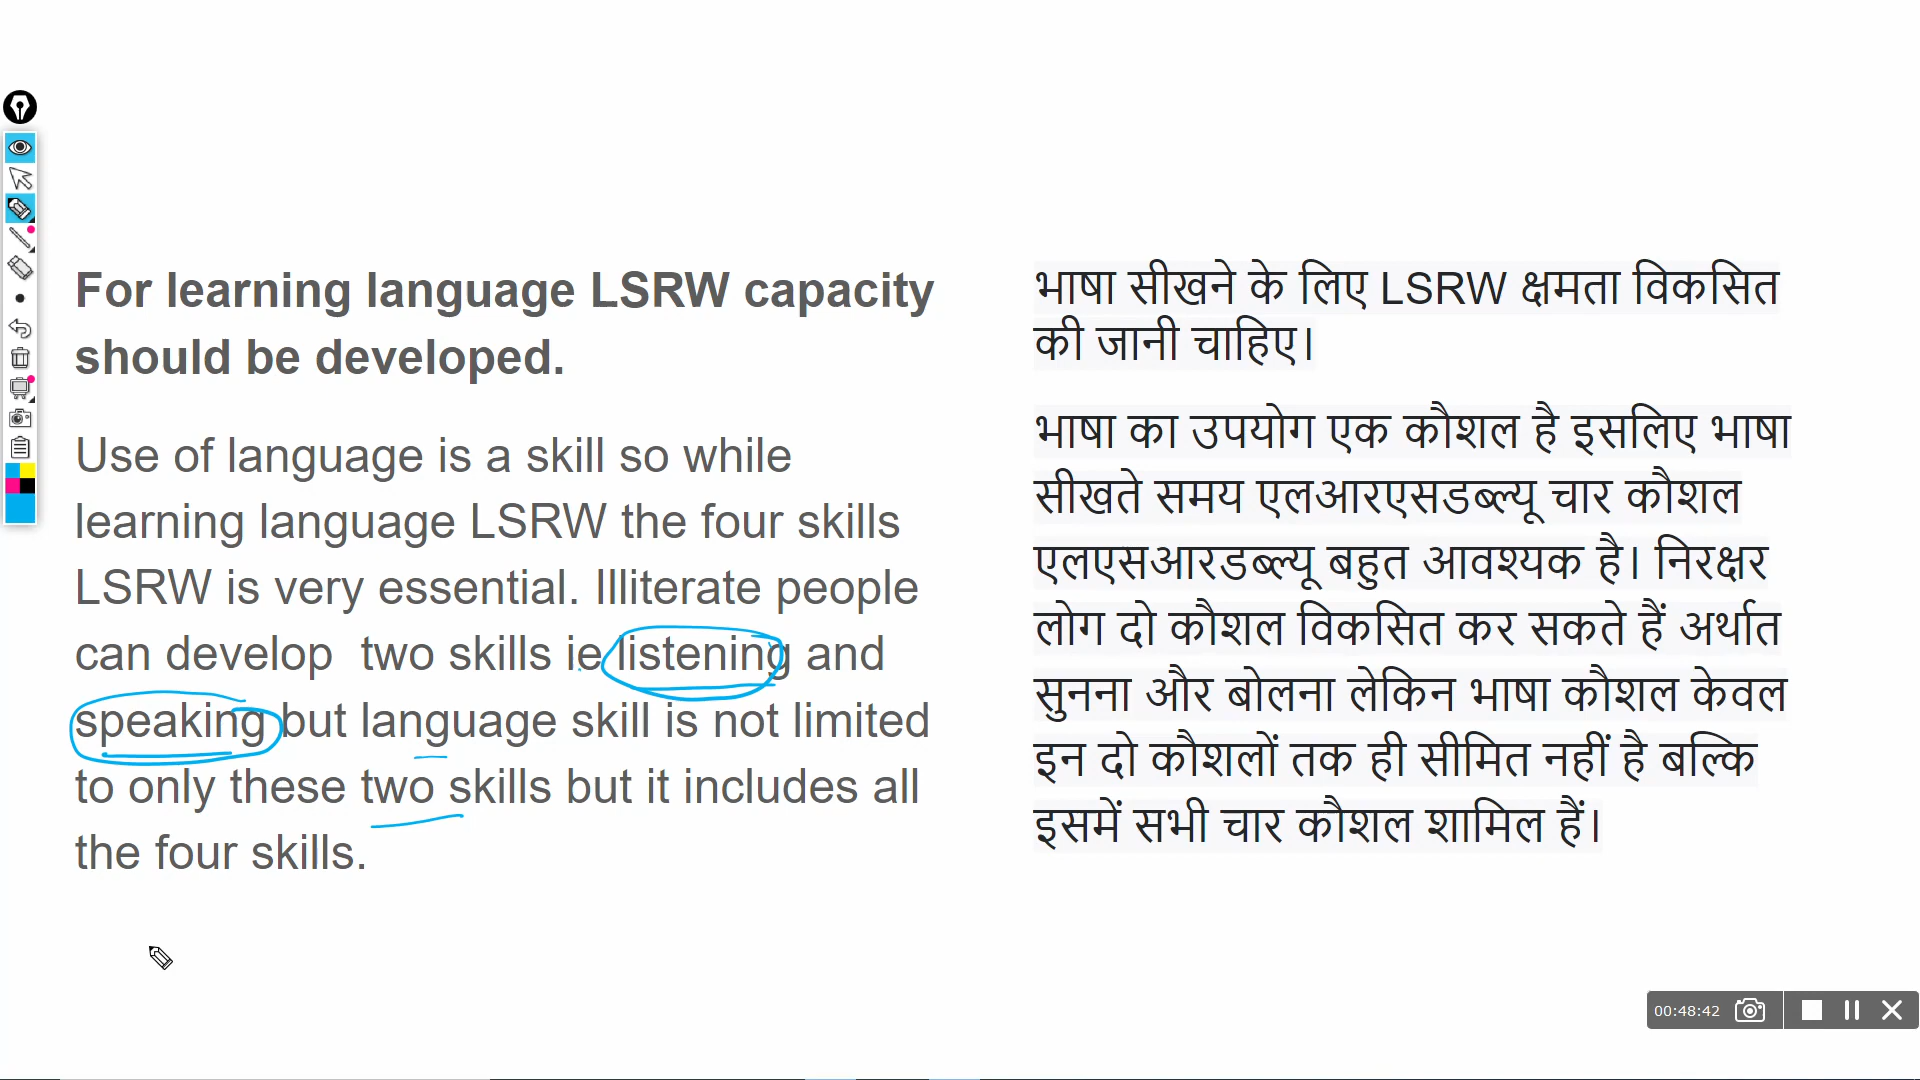 For learning language LSRW capacity
should be developed.
Use of language is a skill so while
learning language LSRW the four skills
LSRW is very essential. Illiterate people
can develop  two skills ie listening and
speaking but language skill is not limited
to only these two skills but it includes all
the four skills.
भाषा सीखने के लिए LSRW क्षमता विकसित
की जानी चाहिए।
भाषा का उपयोग एक कौशल है इसलिए भाषा
सीखते समय एलआरएसडब्ल्यू चार कौशल
एलएसआरडब्ल्यू बहुत आवश्यक है। निरक्षर
लोग दो कौशल विकसित कर सकते हैं अर्थात
सुनना और बोलना लेकिन भाषा कौशल केवल
इन दो कौशलों तक ही सीमित नहीं है बल्कि
इसमें सभी चार कौशल शामिल हैं।
00:48:42